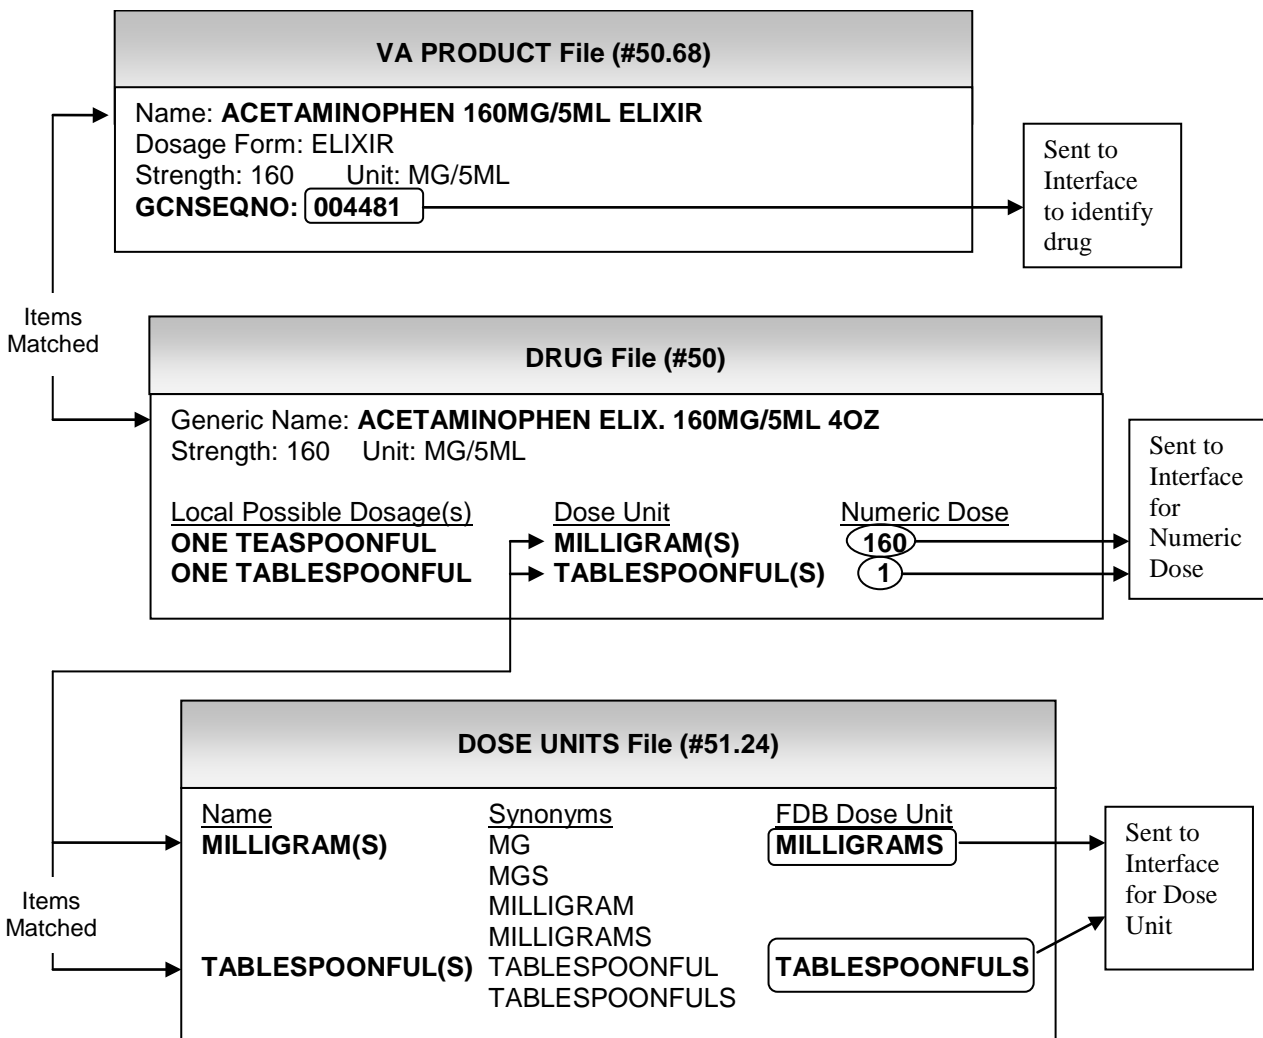 VA PRODUCT File (#50.68)
Name: ACETAMINOPHEN 160MG/5ML ELIXIR
Dosage Form: ELIXIR
Strength: 160 Unit: MG/5ML
GCNSEQNO: 004481
Sent to
Interface
to identify
drug
Items
Matched
DRUG File (#50)
Generic Name: ACETAMINOPHEN ELIX. 160MG/5ML 4OZ
Strength: 160 Unit: MG/5ML
Local Possible Dosage(s) Dose Unit Numeric Dose
ONE TEASPOONFUL MILLIGRAM(S) 160
ONE TABLESPOONFUL TABLESPOONFUL(S) 1
Sent to
Interface
for
Numeric
Dose
DOSE UNITS File (#51.24)
Name Synonyms FDB Dose Unit
MILLIGRAM(S) MG MILLIGRAMS
MGS
MILLIGRAM
MILLIGRAMS
TABLESPOONFUL(S) TABLESPOONFUL TABLESPOONFULS
TABLESPOONFULS
Sent to
Interface
for Dose
Unit
Items
Matched